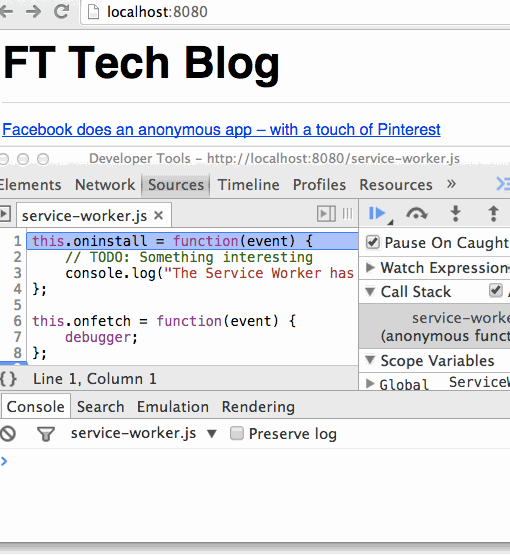 localhost:8080
FT Tech Blog
Facebook does an anonymous app – with a touch of Pinterest
Developer Tools - http://localhost:8080/service-worker.js
Elements Network Sources Timeline Profiles Resources »
service-worker.js ×
Pause On Caught
Watch Expression
Call Stack
service-worke
(anonymous funct
Scope Variables
Global ServiceW
1 this.oninstall = function(event) {
2 // TODO: Something interesting
3 console.log("The Service Worker has
4 };
5
6 this.onfetch = function(event) {
7 debugger;
8 };
{} Line 1, Column 1
Console Search Emulation Rendering
service-worker.js Preserve log